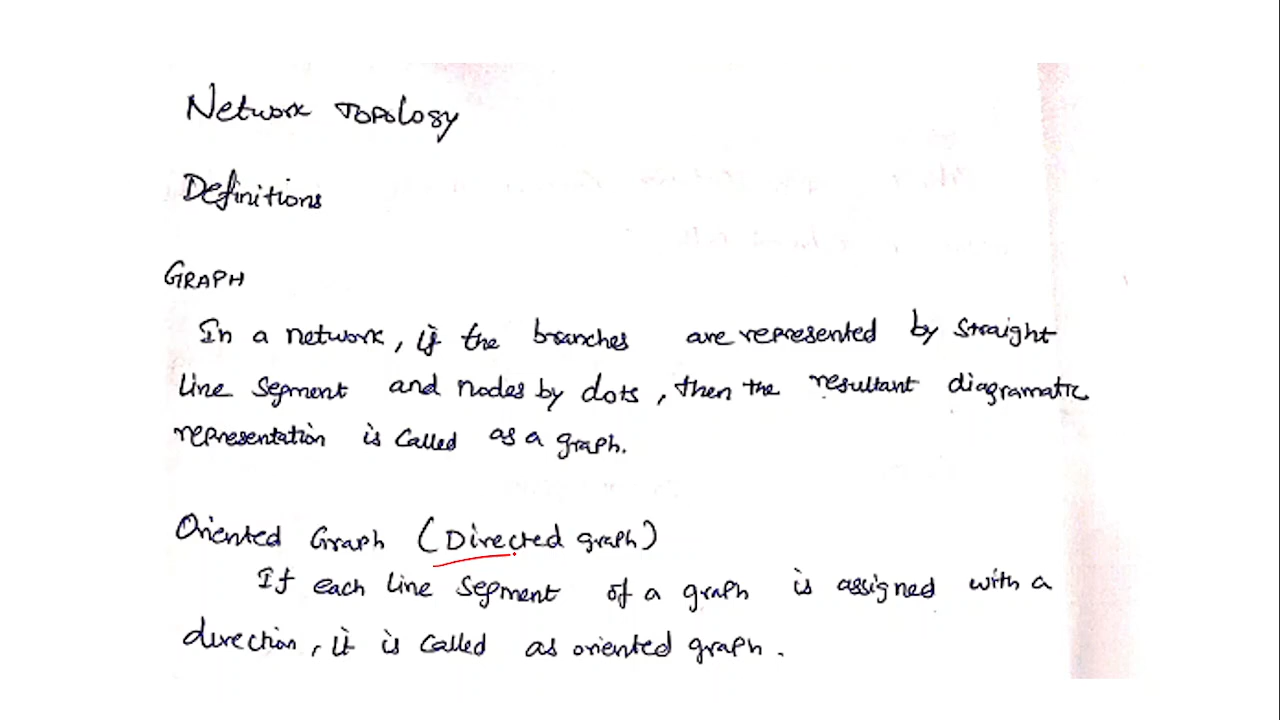 Network Topology
Definitions
GRAPH
In a network, if the branches are represented by straight
line segment and nodes by dots, then the resultant diagramatic
representation is called as a graph.
Oriented Graph (Directed graph)
If each line segment of a graph is assigned with a
direction, it is called as oriented graph.